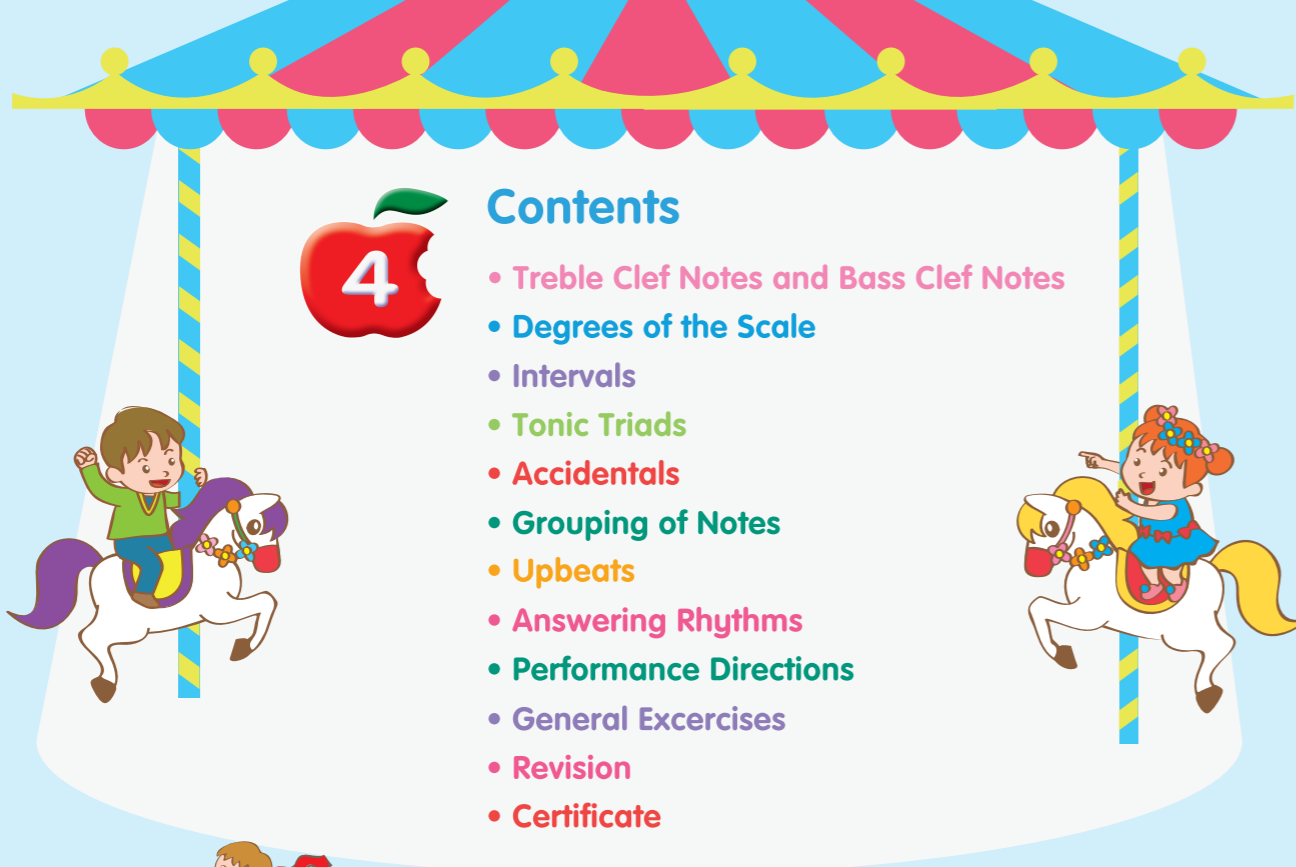 Contents
4
• Treble Clef Notes and Bass Clef Notes
• Degrees of the Scale
• Intervals
• Tonic Triads
• Accidentals
• Grouping of Notes
• Upbeats
• Answering Rhythms
• Performance Directions
• General Excercises
• Revision
• Certificate